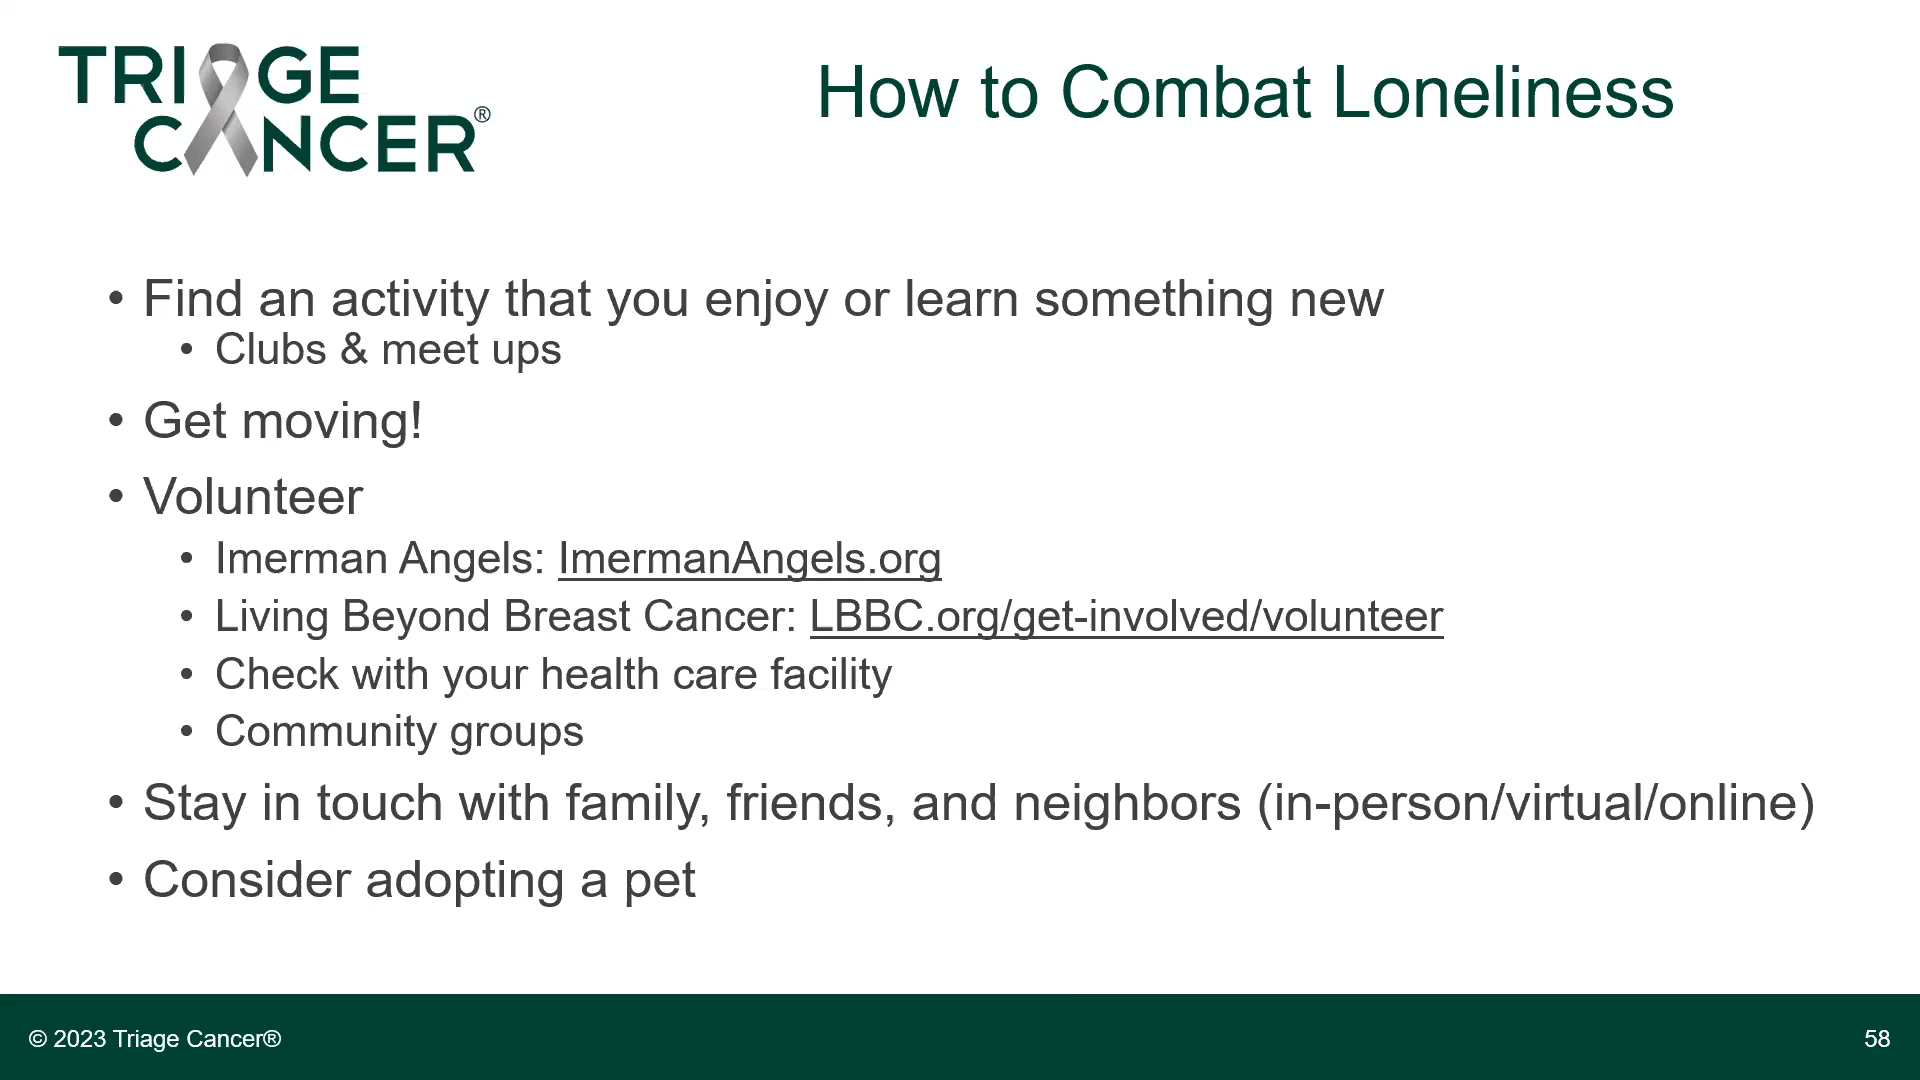 TRIAGE
CANCER®
How to Combat Loneliness
• Find an activity that you enjoy or learn something new
• Clubs & meet ups
• Get moving!
• Volunteer
• Imerman Angels: ImermanAngels.org
• Living Beyond Breast Cancer: LBBC.org/get-involved/volunteer
• Check with your health care facility
• Community groups
• Stay in touch with family, friends, and neighbors (in-person/virtual/online)
• Consider adopting a pet
© 2023 Triage Cancer®
58